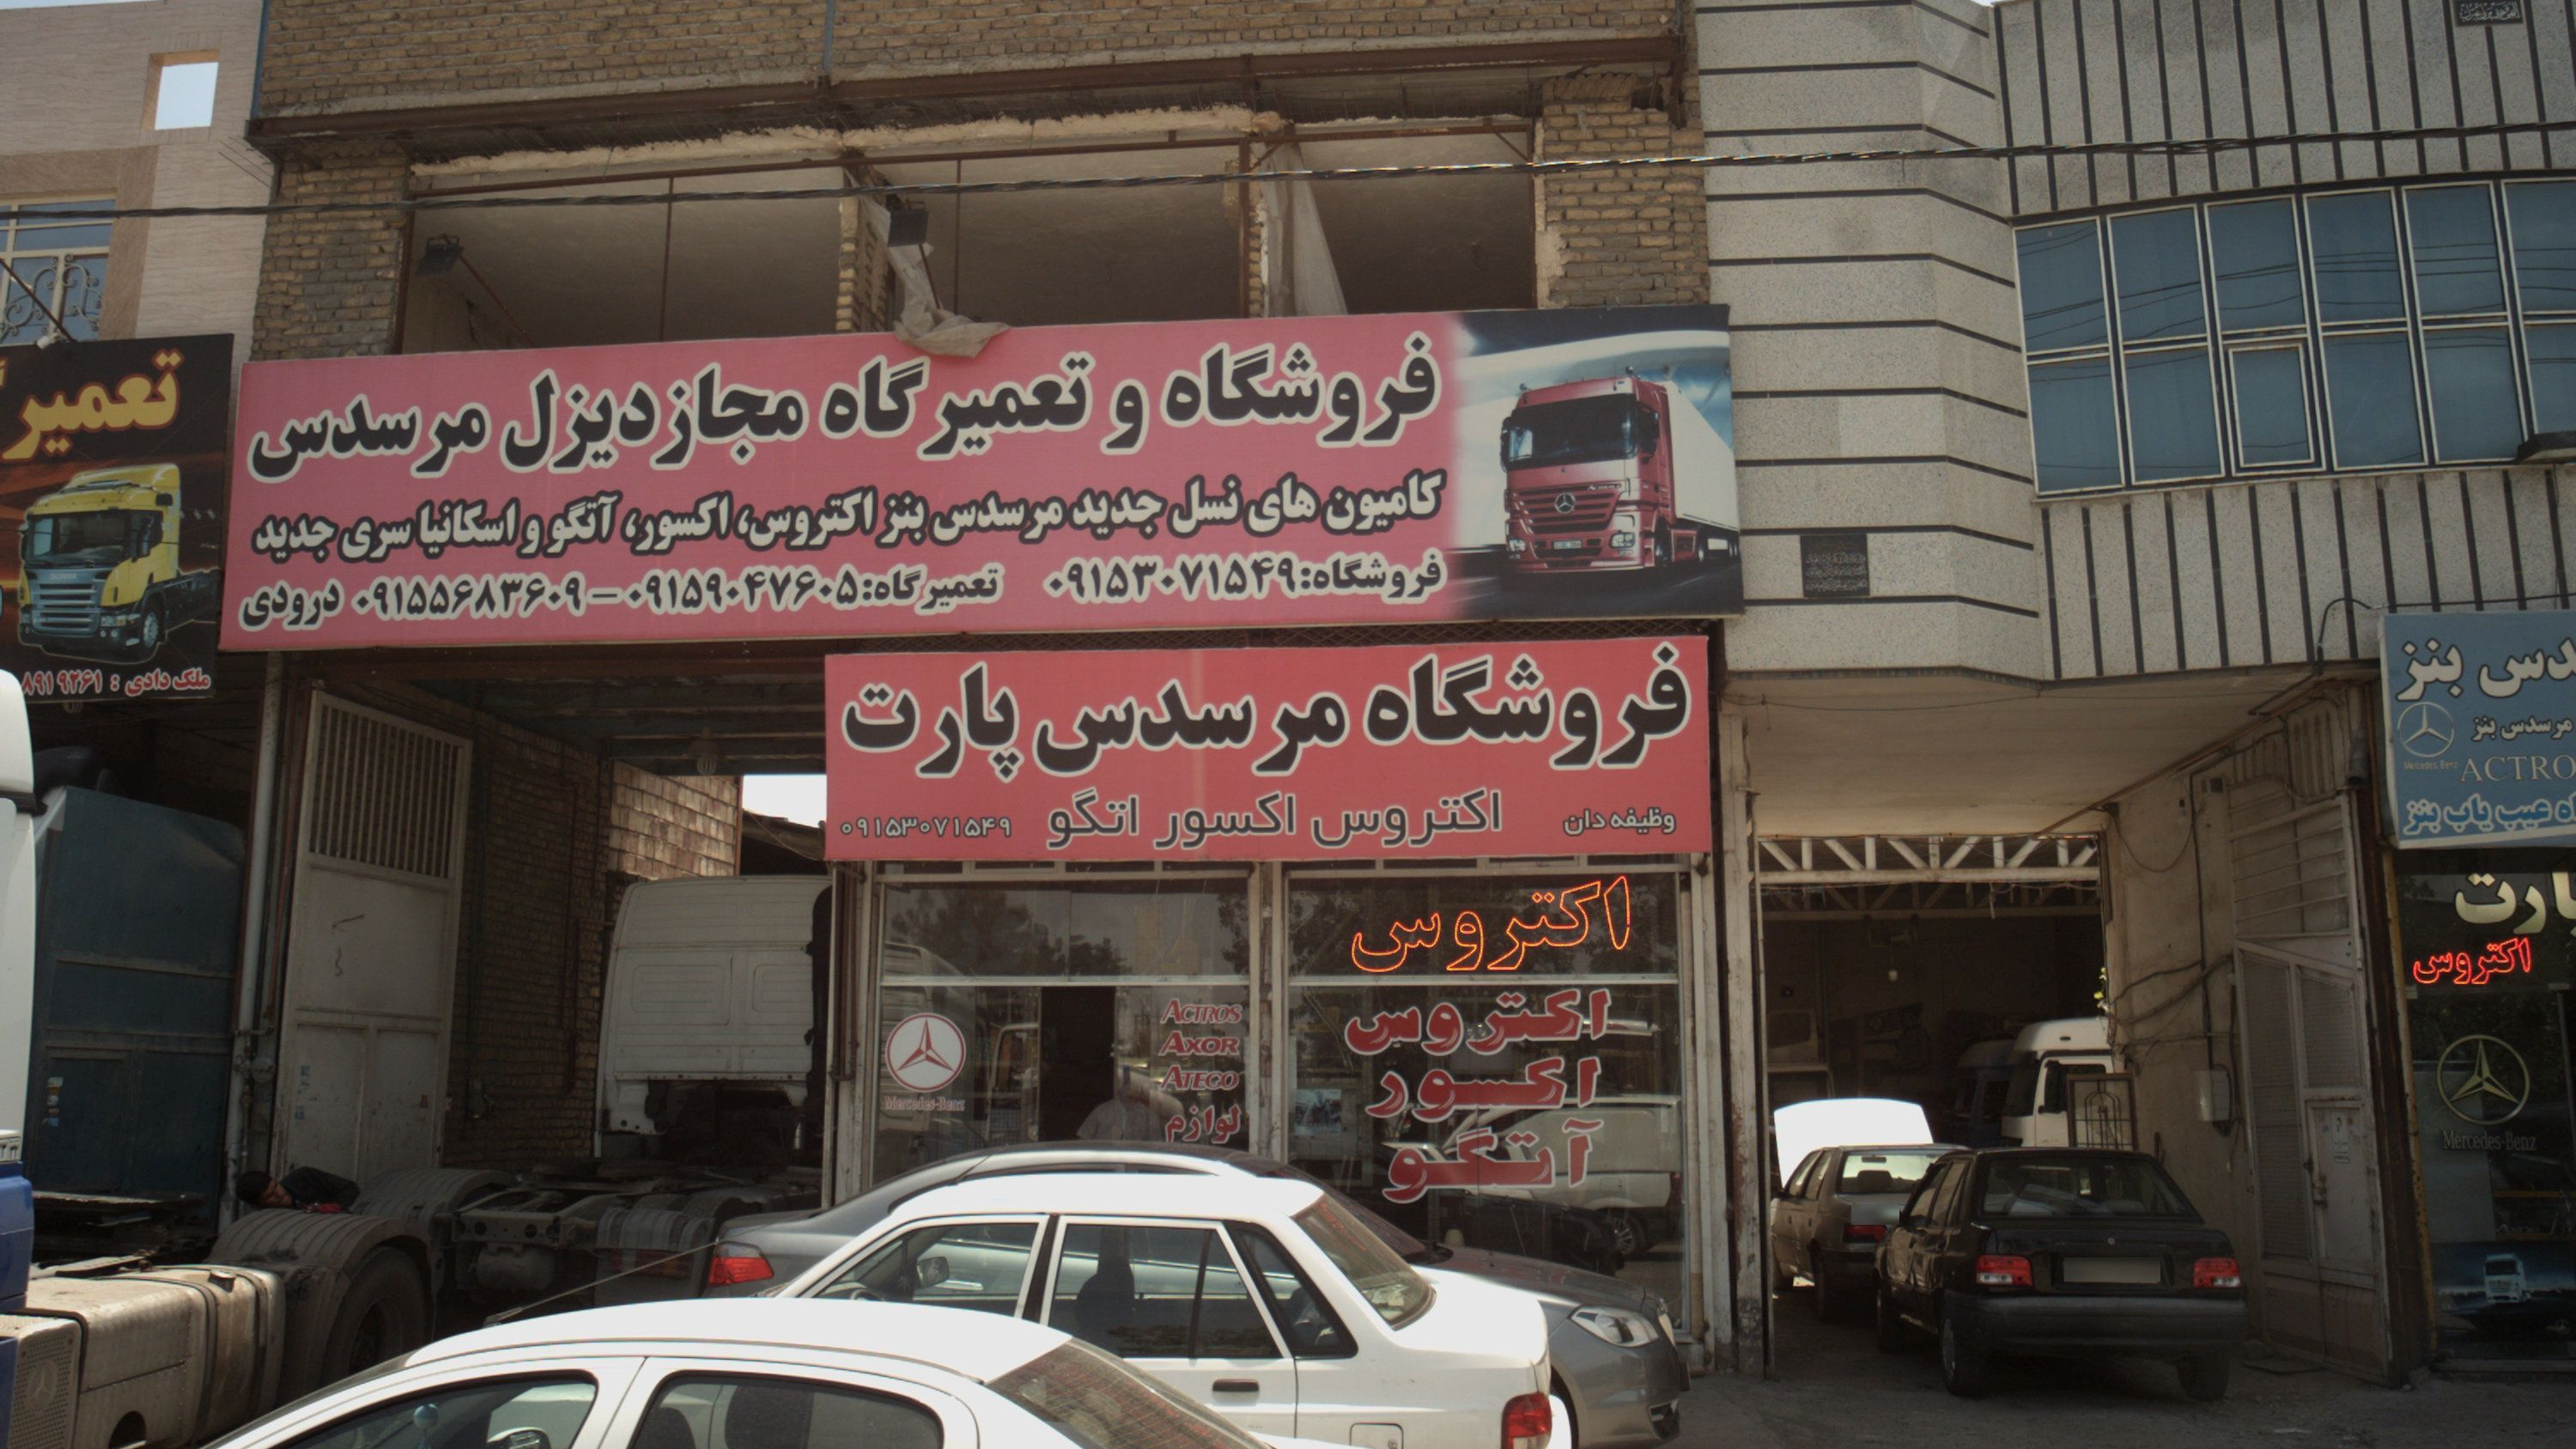 تعمیر
ملک دادی : ۸۹۱۹۲۶۱
فروشگاه و تعمیرگاه مجاز دیزل مرسدس
کامیون های نسل جدید مرسدس بنز اکتروس، اکسور، آتگو و اسکانیا سری جدید
فروشگاه: ۰۹۱۵۳۰۷۱۵۴۹ تعمیرگاه: ۰۹۱۵۹۰۴۷۶۰۵ – ۰۹۱۵۵۶۸۳۶۰۹ درودی
فروشگاه مرسدس پارت
وظیفه دان اکتروس اکسور اتگو ۰۹۱۵۳۰۷۱۵۴۹
اکتروس
اکتروس
اکسور
آتگو
ACTROS
AXOR
ATEGO
لوازم
Mercedes-Benz
دس بنز
مرسدس بنز
Mercedes-Benz
ACTRO
ه عیب یاب بنز
پارت
اکتروس
Mercedes-Benz